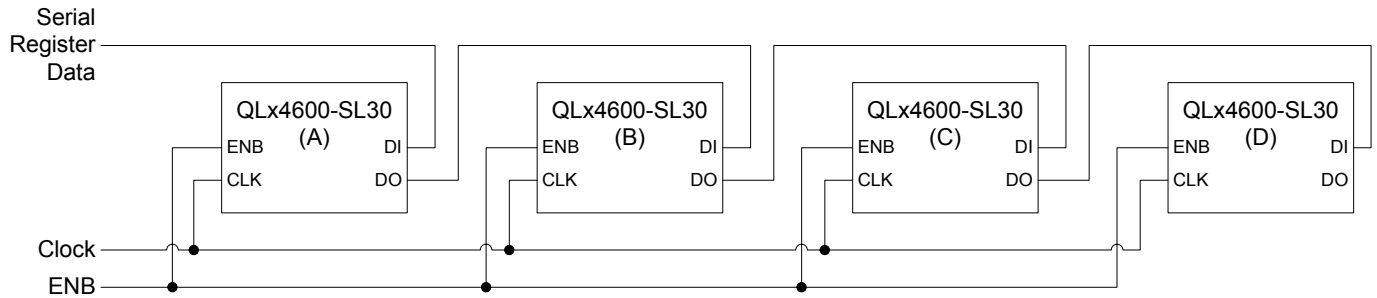 Serial
Register
Data
QLx4600-SL30
(A)
ENB
DI
CLK
DO
QLx4600-SL30
(B)
ENB
DI
CLK
DO
QLx4600-SL30
(C)
ENB
DI
CLK
DO
QLx4600-SL30
(D)
ENB
DI
CLK
DO
Clock
ENB